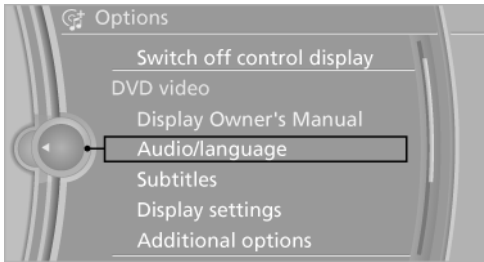 Options
Switch off control display
DVD video
Display Owner's Manual
Audio/language
Subtitles
Display settings
Additional options